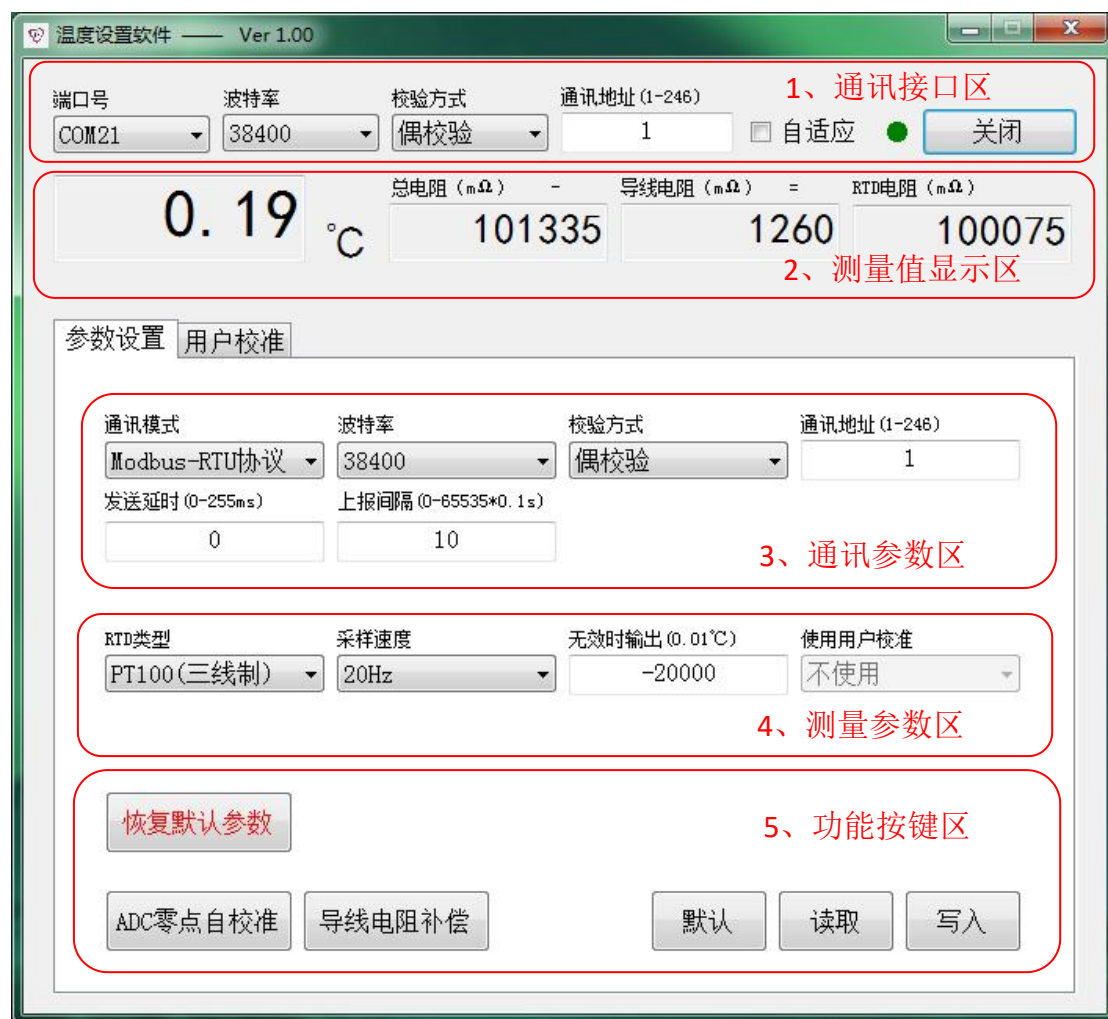 温度设置软件 —— Ver 1.00
1、通讯接口区
端口号 波特率 校验方式 通讯地址(1-246)
COM21 38400 偶校验 1 自适应 关闭
总电阻(mΩ) - 导线电阻(mΩ) = RTD电阻(mΩ)
0.19 ℃ 101335 1260 100075
2、测量值显示区
参数设置 用户校准
通讯模式 波特率 校验方式 通讯地址(1-246)
Modbus-RTU协议 38400 偶校验 1
发送延时(0-255ms) 上报间隔(0-65535*0.1s)
0 10
3、通讯参数区
RTD类型 采样速度 无效时输出(0.01℃) 使用用户校准
PT100(三线制) 20Hz -20000 不使用
4、测量参数区
恢复默认参数
5、功能按键区
ADC零点自校准 导线电阻补偿 默认 读取 写入